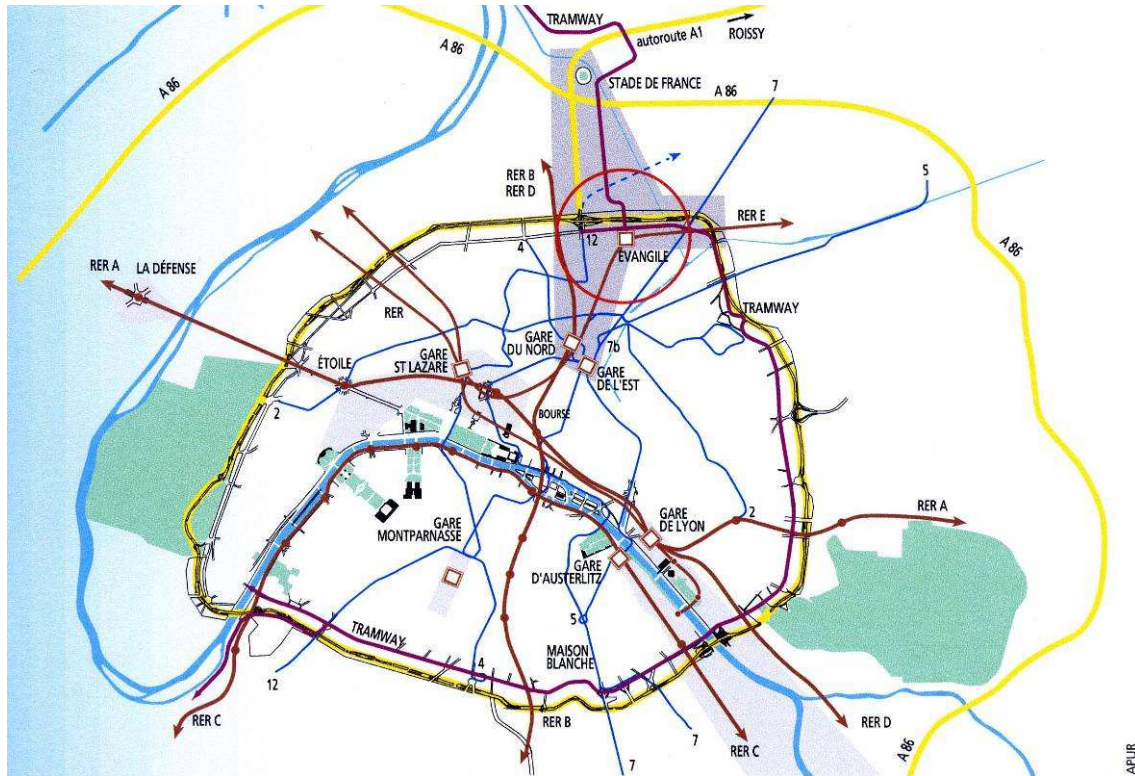 TRAMWAY
autoroute A1
ROISSY
A 86
A 86
STADE DE FRANCE
A 86
7
5
RER B
RER D
RER E
4
12
EVANGILE
RER A
LA DÉFENSE
RER
TRAMWAY
A 86
GARE
DU NORD
7b
GARE
ST LAZARE
GARE
DE L'EST
ÉTOILE
2
BOURSE
GARE
MONTPARNASSE
GARE
DE LYON
2
RER A
GARE
D'AUSTERLITZ
5
TRAMWAY
MAISON
BLANCHE
12
4
RER C
RER B
7
RER C
RER D
A 86
7
APUR